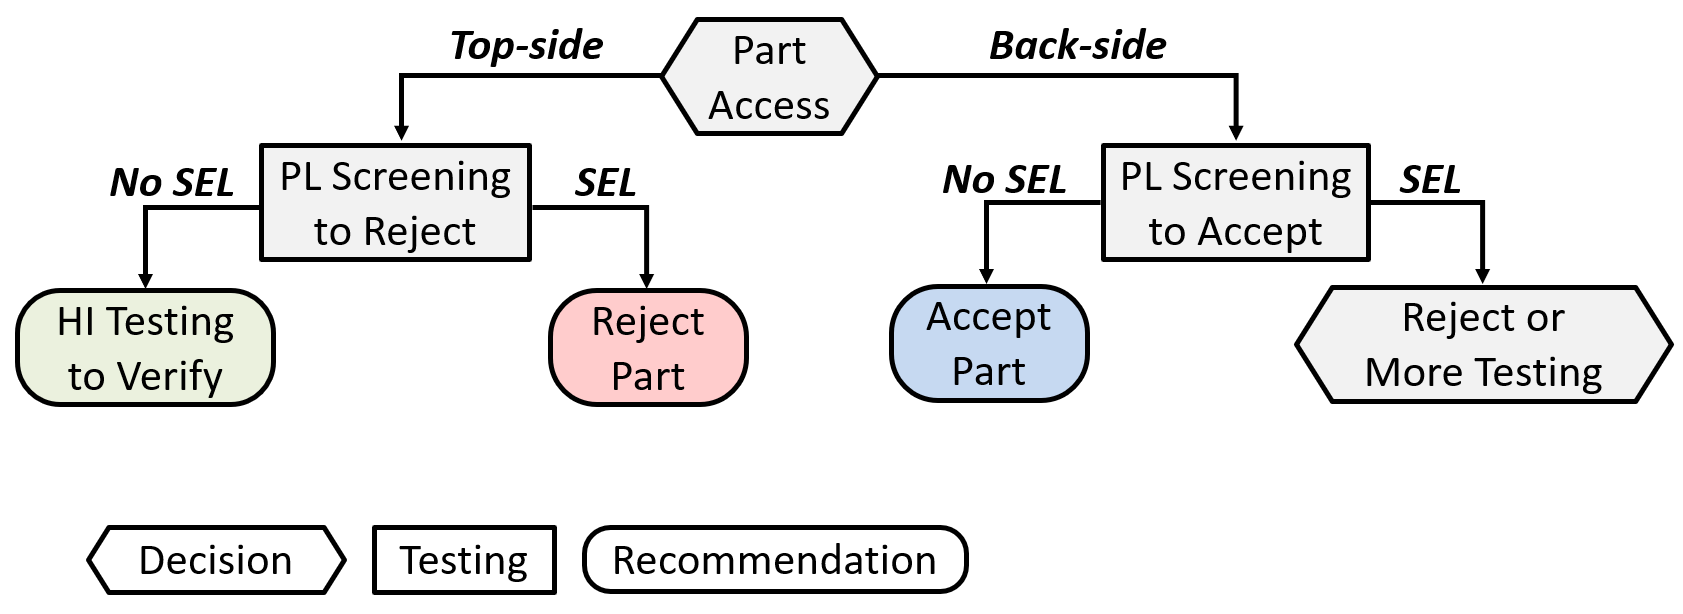 Top-side
Part
Access
Back-side
No SEL
PL Screening
to Reject
SEL
No SEL
PL Screening
to Accept
SEL
HI Testing
to Verify
Reject
Part
Accept
Part
Reject or
More Testing
Decision
Testing
Recommendation